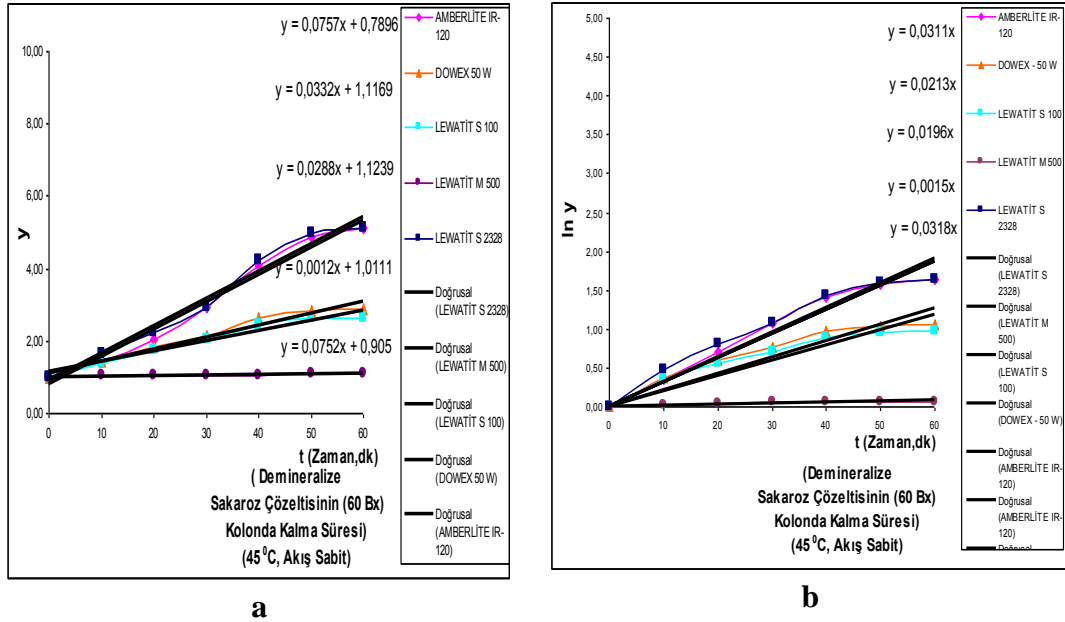 y = 0,0757x + 0,7896
y = 0,0332x + 1,1169
y = 0,0288x + 1,1239
y = 0,0012x + 1,0111
y = 0,0752x + 0,905
10,00
8,00
6,00
4,00
2,00
0,00
y
0 10 20 30 40 50 60
t (Zaman,dk)
( Demineralize
Sakaroz Çözeltisinin (60 Bx)
Kolonda Kalma Süresi)
(45 ⁰C, Akış Sabit)
AMBERLİTE IR-
120
DOWEX 50 W
LEWATİT S 100
LEWATİT M 500
LEWATİT S 2328
Doğrusal
(LEWATİT S 2328)
Doğrusal
(LEWATİT M 500)
Doğrusal
(LEWATİT S 100)
Doğrusal
(DOWEX 50 W)
Doğrusal
(AMBERLİTE IR-
120)
a
y = 0,0311x
y = 0,0213x
y = 0,0196x
y = 0,0015x
y = 0,0318x
5,00
4,50
4,00
3,50
3,00
2,50
2,00
1,50
1,00
0,50
0,00
ln y
0 10 20 30 40 50 60
t (Zaman,dk)
(Demineralize
Sakaroz Çözeltisinin (60 Bx)
Kolonda Kalma Süresi)
(45 ⁰C, Akış Sabit)
AMBERLİTE IR-
120
DOWEX - 50 W
LEWATİT S 100
LEWATİT M 500
LEWATİT S
2328
Doğrusal
(LEWATİT S
2328)
Doğrusal
(LEWATİT M
500)
Doğrusal
(LEWATİT S
100)
Doğrusal
(DOWEX - 50 W)
Doğrusal
(AMBERLİTE IR-
120)
Doğrusal
(AMBERLİTE IR-
120)
b